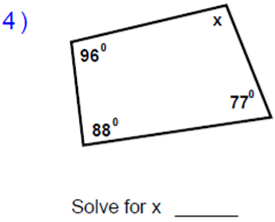 4)
x
96⁰
77⁰
88⁰
Solve for x ______